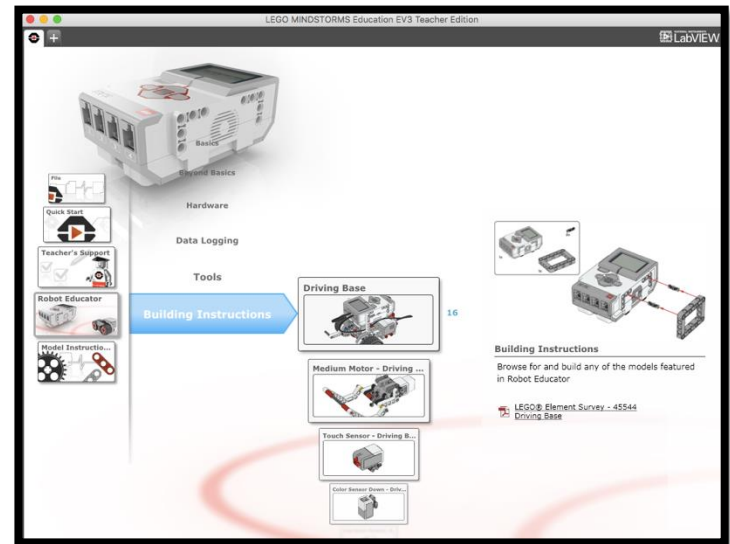 LEGO MINDSTORMS Education EV3 Teacher Edition
LabVIEW
File
Quick Start
Teacher's Support
Robot Educator
Model Instructio...
Basics
Beyond Basics
Hardware
Data Logging
Tools
Building Instructions
Driving Base
16
Medium Motor - Driving ...
Touch Sensor - Driving B...
Color Sensor Down - Driv...
Building Instructions
Browse for and build any of the models featured
in Robot Educator
LEGO® Element Survey - 45544
Driving Base